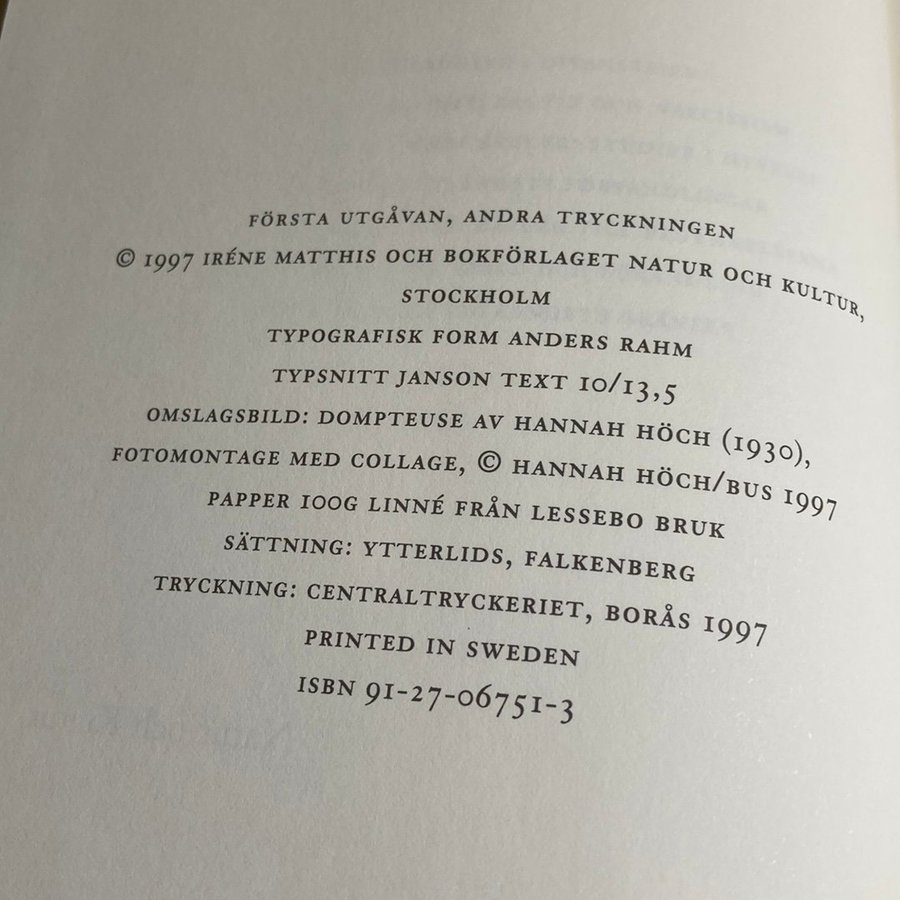 FÖRSTA UTGÅVAN, ANDRA TRYCKNINGEN
© 1997 IRÉNE MATTHIS OCH BOKFÖRLAGET NATUR OCH KULTUR,
STOCKHOLM
TYPOGRAFISK FORM ANDERS RAHM
TYPSNITT JANSON TEXT 10/13,5
OMSLAGSBILD: DOMPTEUSE AV HANNAH HÖCH (1930),
FOTOMONTAGE MED COLLAGE, © HANNAH HÖCH/BUS 1997
PAPPER 100G LINNÉ FRÅN LESSEBO BRUK
SÄTTNING: YTTERLIDS, FALKENBERG
TRYCKNING: CENTRALTRYCKERIET, BORÅS 1997
PRINTED IN SWEDEN
ISBN 91-27-06751-3